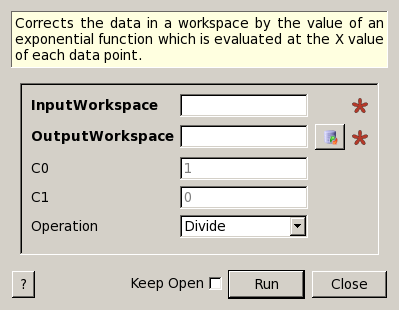 Corrects the data in a workspace by the value of an
exponential function which is evaluated at the X value
of each data point.
InputWorkspace *
OutputWorkspace *
C0 1
C1 0
Operation Divide
? Keep Open Run Close